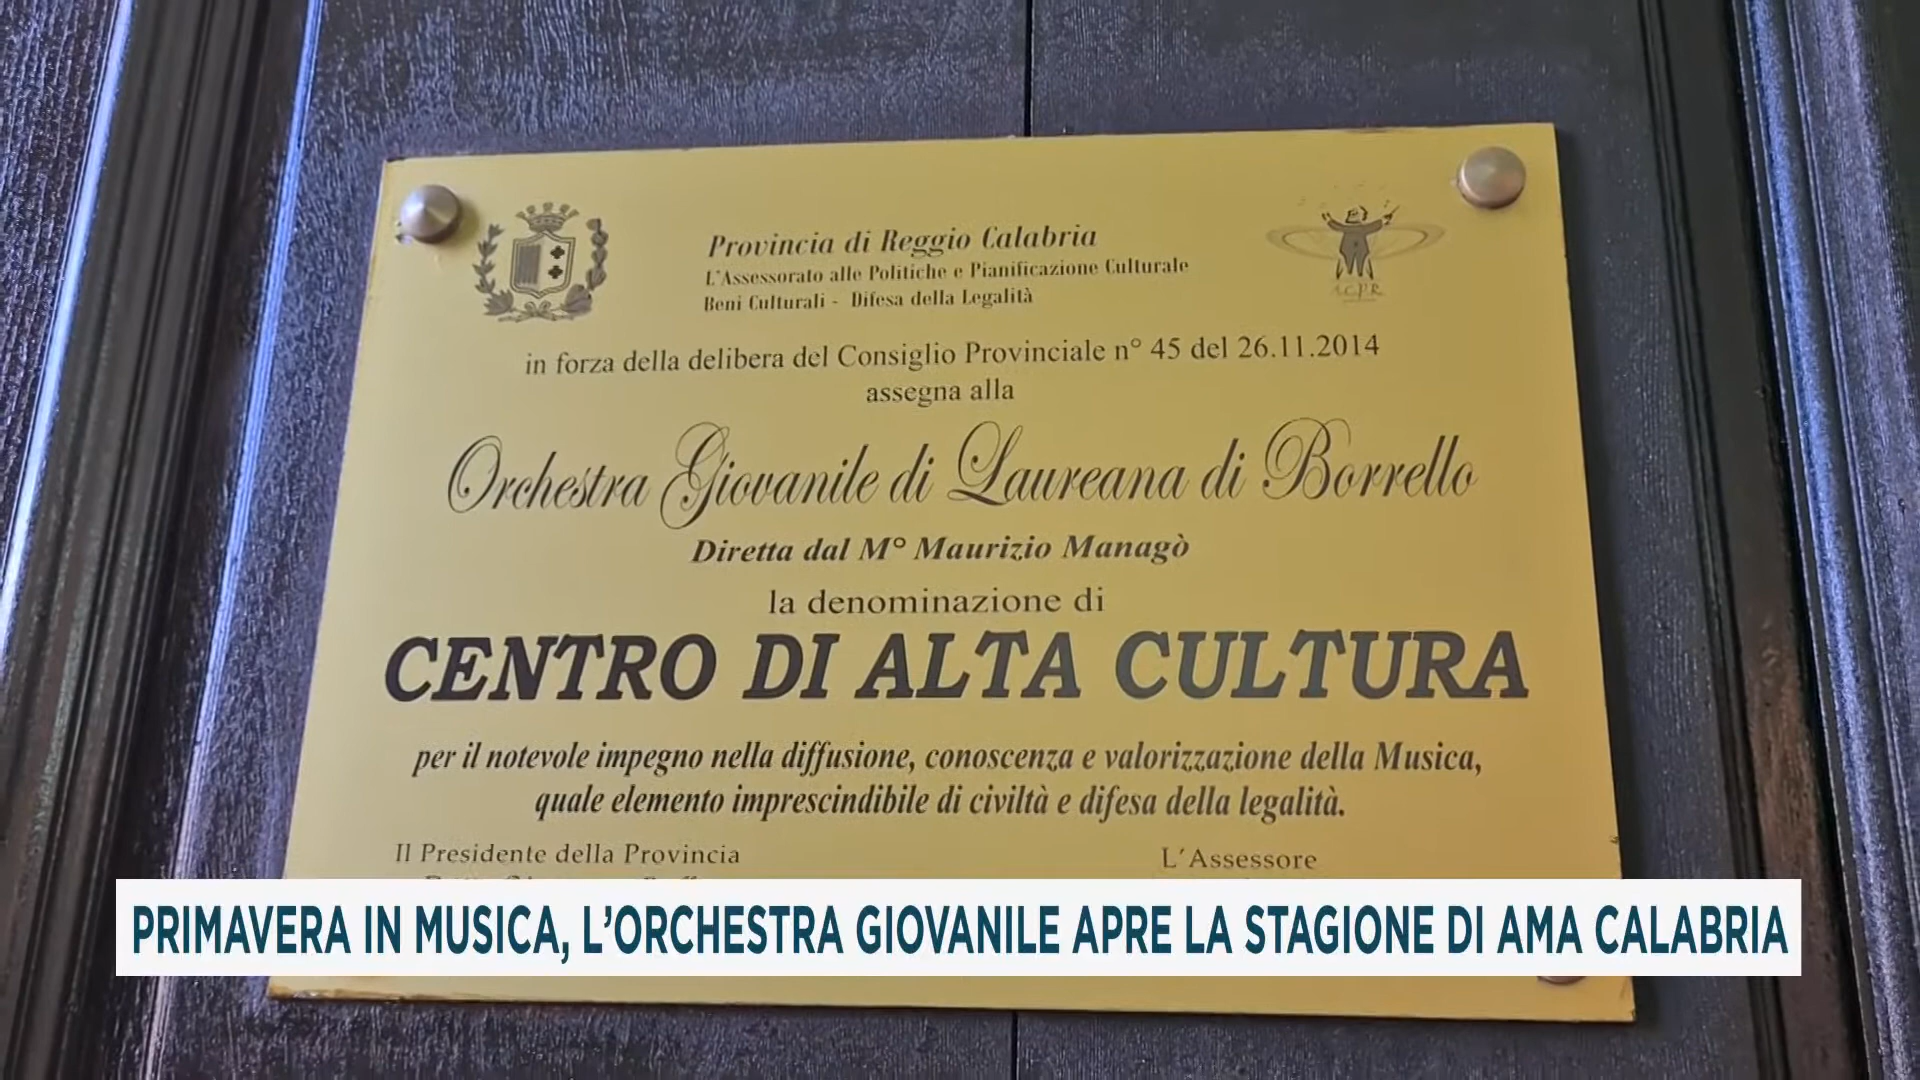 Provincia di Reggio Calabria
L'Assessorato alle Politiche e Pianificazione Culturale
Beni Culturali - Difesa della Legalità
A.C.P.R.
in forza della delibera del Consiglio Provinciale n° 45 del 26.11.2014
assegna alla
Orchestra Giovanile di Laureana di Borrello
Diretta dal M° Maurizio Managò
la denominazione di
CENTRO DI ALTA CULTURA
per il notevole impegno nella diffusione, conoscenza e valorizzazione della Musica,
quale elemento imprescindibile di civiltà e difesa della legalità.
Il Presidente della Provincia
L'Assessore
PRIMAVERA IN MUSICA, L'ORCHESTRA GIOVANILE APRE LA STAGIONE DI AMA CALABRIA